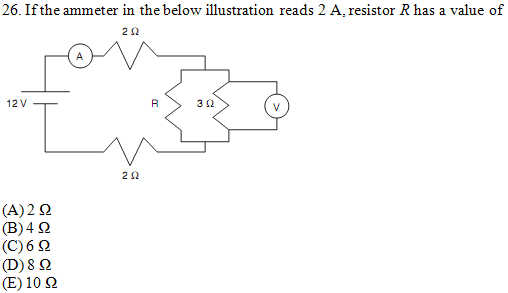 26. If the ammeter in the below illustration reads 2 A, resistor R has a value of
2 Ω
A
12 V
R
3 Ω
V
2 Ω
(A) 2 Ω
(B) 4 Ω
(C) 6 Ω
(D) 8 Ω
(E) 10 Ω